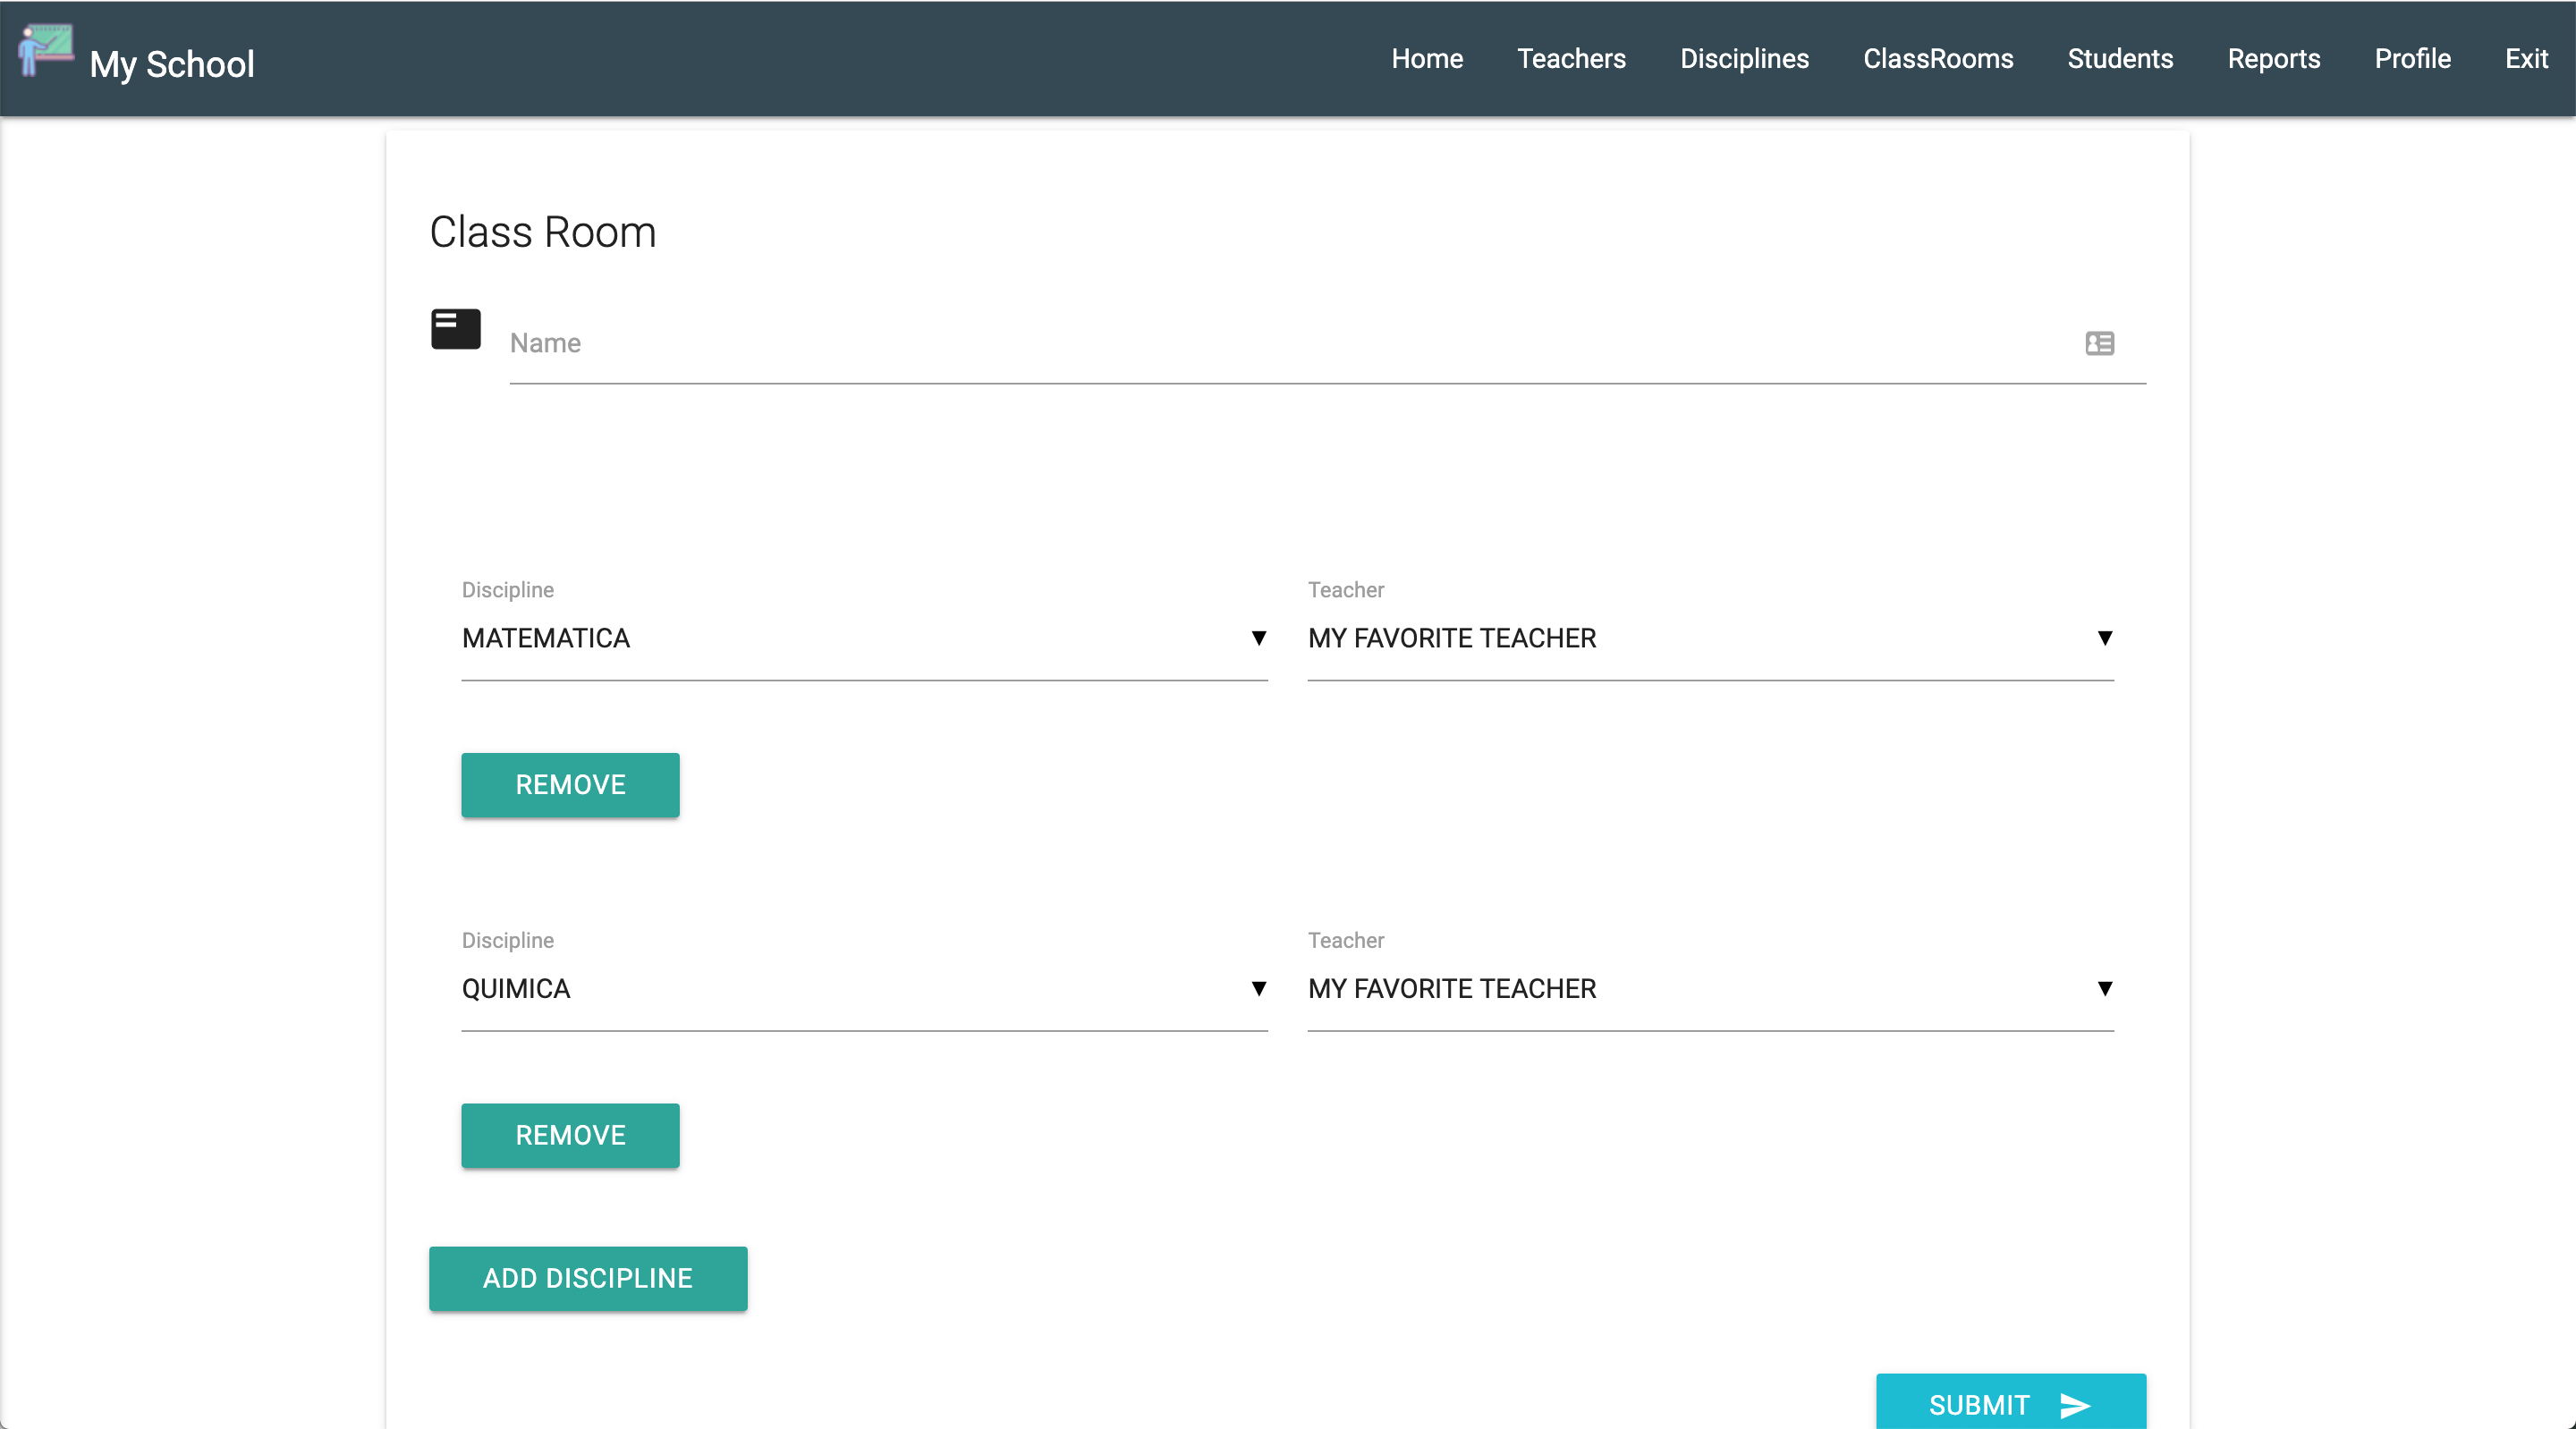 My School
Home Teachers Disciplines ClassRooms Students Reports Profile Exit
Class Room
Name
Discipline Teacher
MATEMATICA MY FAVORITE TEACHER
REMOVE
Discipline Teacher
QUIMICA MY FAVORITE TEACHER
REMOVE
ADD DISCIPLINE
SUBMIT